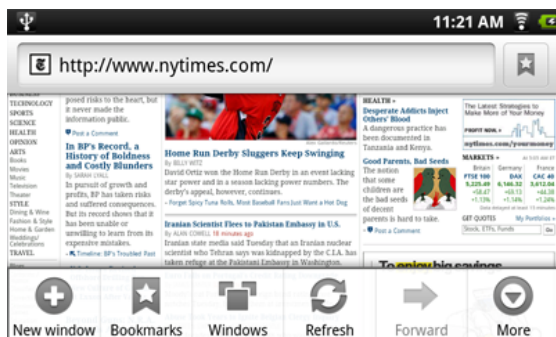 11:21 AM
http://www.nytimes.com/
TECHNOLOGY
SPORTS
SCIENCE
HEALTH
OPINION
ARTS
Books
Movies
Music
Television
Theater
STYLE
Dining & Wine
Fashion & Style
Home & Garden
Weddings/
Celebrations
TRAVEL
posed risks to the heart, but
it never made the
information public.
Post a Comment
In BP's Record, a
History of Boldness
and Costly Blunders
By SARAH LYALL
In pursuit of growth and
profits, BP has taken risks
and suffered consequences.
But its record shows that it
has been unable or
unwilling to learn from its
expensive mistakes.
Timeline: BP's Troubled Past
Home Run Derby Sluggers Keep Swinging
By BILLY WITZ
David Ortiz won the Home Run Derby in an event lacking
star power and in a season lacking power numbers. The
derby's appeal, however, continues.
Forget Spicy Tuna Rolls, Most Baseball Fans Just Want a Hot Dog
Iranian Scientist Flees to Pakistan Embassy in U.S.
By ALAN COWELL 18 minutes ago
Iranian state media said Tuesday that an Iranian nuclear
scientist who Tehran says was kidnapped by the C.I.A. has
taken refuge at the Pakistani Embassy in Washington.
HEALTH »
Desperate Addicts Inject
Others' Blood
A dangerous practice has
been documented in
Tanzania and Kenya.
Good Parents, Bad Seeds
The notion
that some
children are
the bad seeds
of decent
parents is hard to take.
Post a Comment
The Latest Strategies to
Make More of Your Money
PROFIT NOW »
nytimes.com/yourmoney
MARKETS »
Britain Germany France
FTSE 100 DAX CAC 40
GET QUOTES My Portfolios »
Stock, ETFs, Funds Go
To enjoy big savings
New window Bookmarks Windows Refresh Forward More